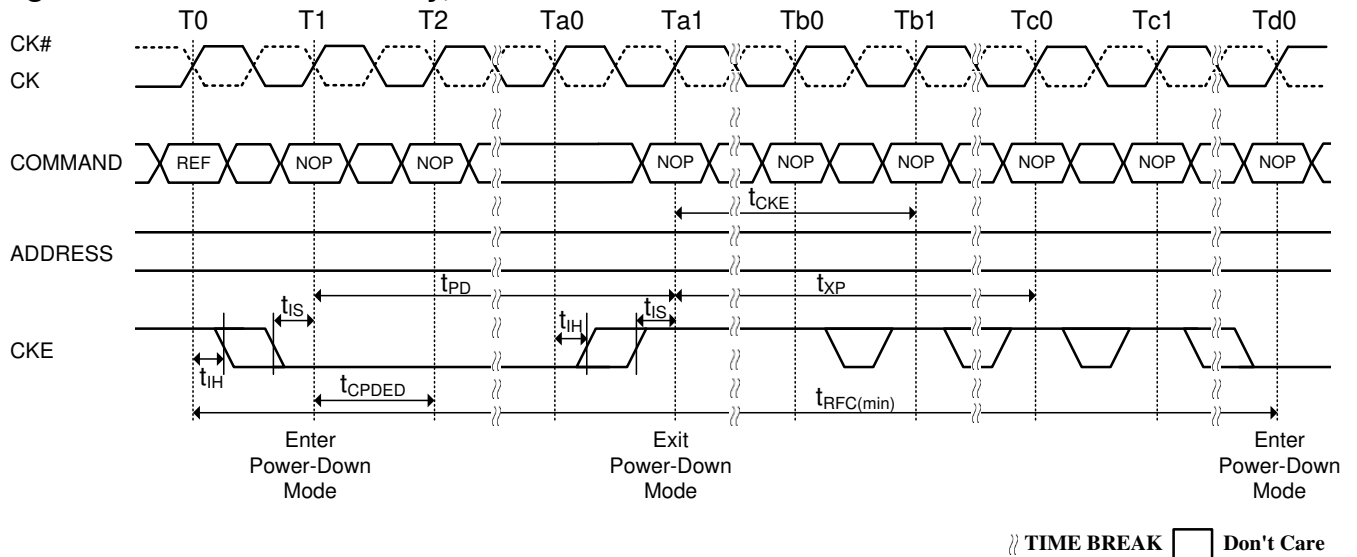 T0 T1 T2 Ta0 Ta1 Tb0 Tb1 Tc0 Tc1 Td0
CK#
CK
COMMAND REF NOP NOP NOP NOP NOP NOP NOP NOP
tCKE
ADDRESS
tPD tXP
tIS tIH tIS
CKE
tIH tCPDED
tRFC(min)
Enter
Power-Down
Mode
Exit
Power-Down
Mode
Enter
Power-Down
Mode
TIME BREAK Don't Care